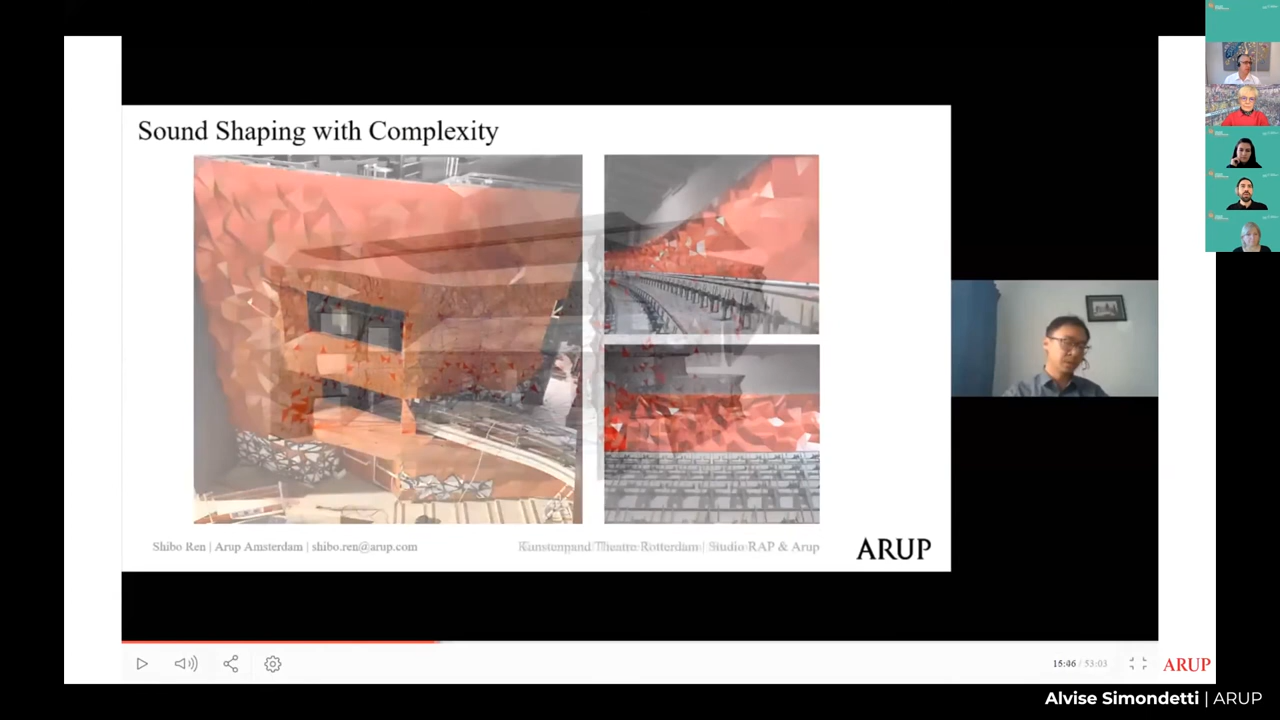 Sound Shaping with Complexity
Shibo Ren | Arup Amsterdam | shibo.ren@arup.com
Theatre Rotterdam | Studio RAP & Arup
ARUP
15:46 / 53:03
ARUP
Alvise Simondetti | ARUP